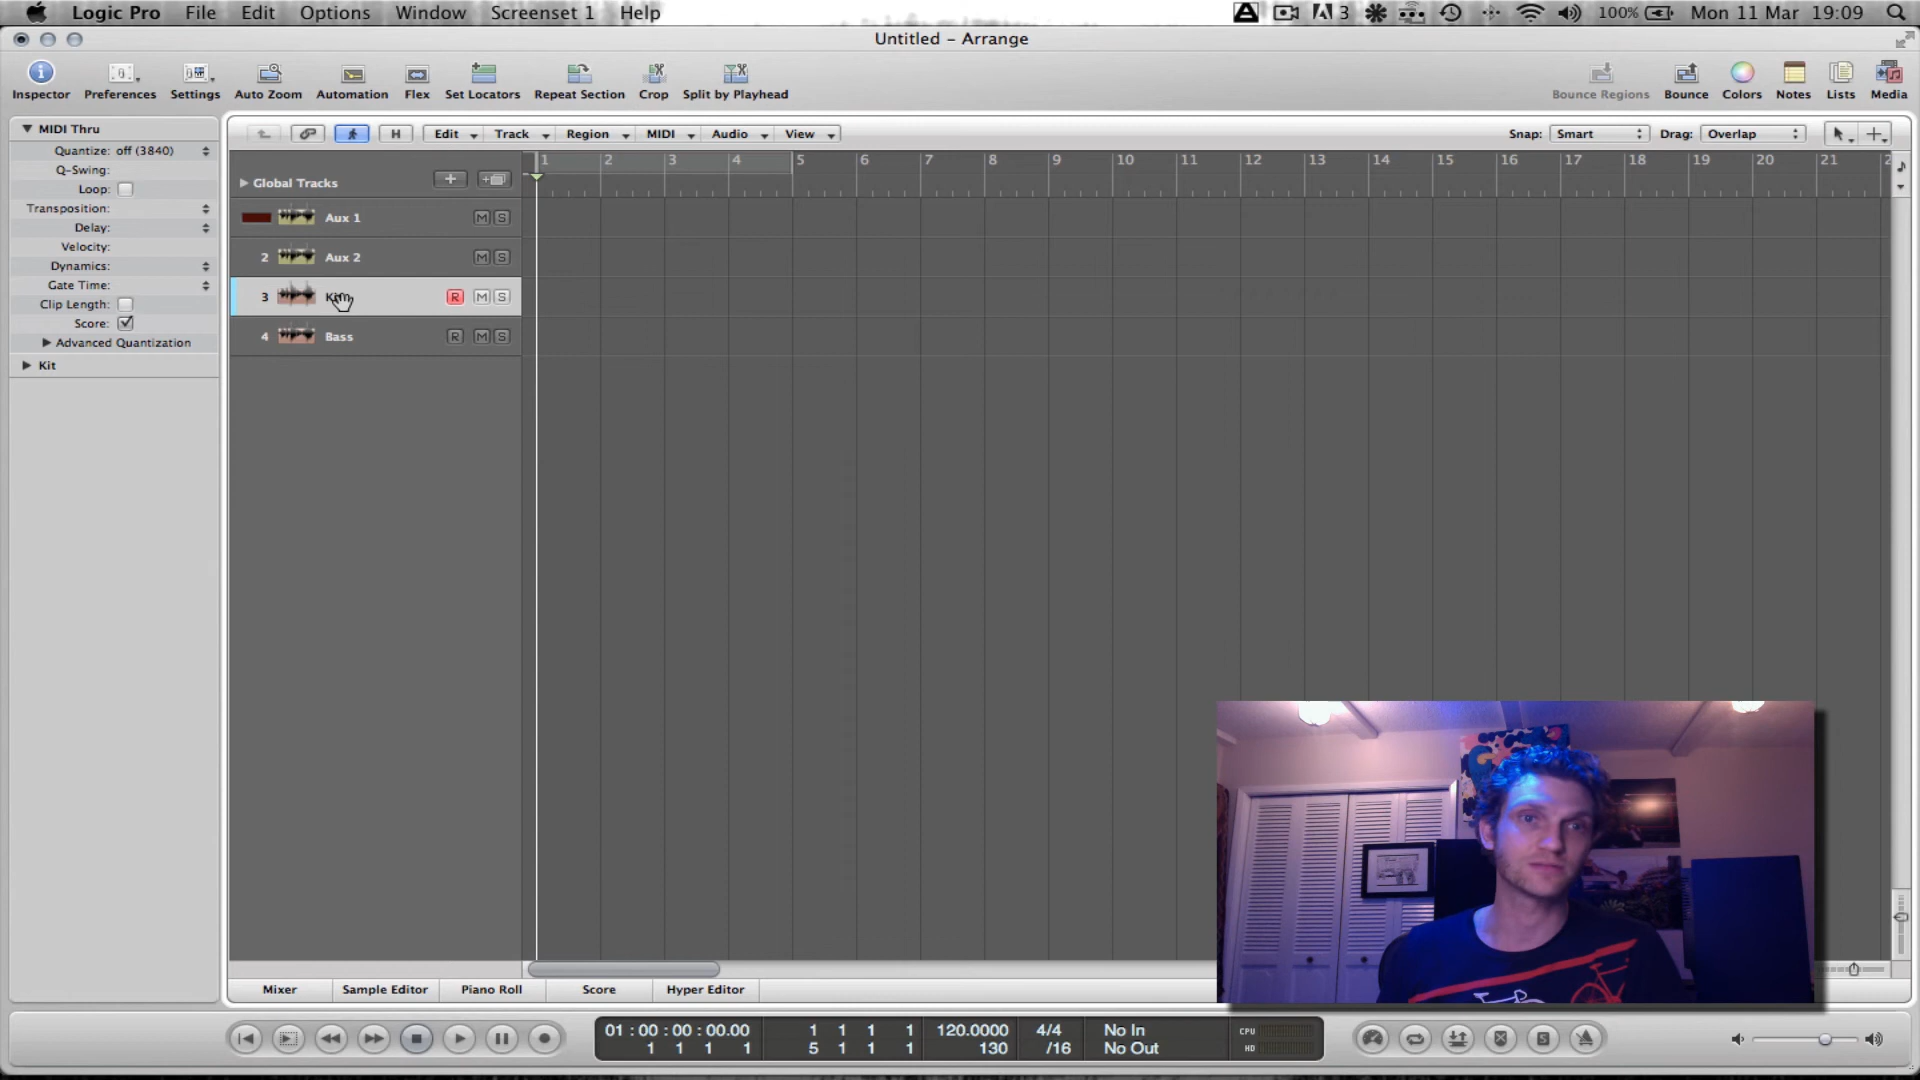 Logic Pro File Edit Options Window Screenset 1 Help 3 100% Mon 11 Mar 19:09
Untitled – Arrange
Inspector Preferences Settings Auto Zoom Automation Flex Set Locators Repeat Section Crop Split by Playhead Bounce Regions Bounce Colors Notes Lists Media
MIDI Thru
H Edit Track Region MIDI Audio View Snap: Smart Drag: Overlap
Quantize: off (3840)
Q-Swing:
Loop:
Transposition:
Delay:
Velocity:
Dynamics:
Gate Time:
Clip Length:
Score:
Advanced Quantization
Kit
1 2 3 4 5 6 7 8 9 10 11 12 13 14 15 16 17 18 19 20 21
Global Tracks
Aux 1 M S
2 Aux 2 M S
3 R M S
4 Bass R M S
Mixer Sample Editor Piano Roll Score Hyper Editor
01:00:00:00.00 1 1 1 1 120.0000 4/4 No In CPU
1 1 1 1 5 1 1 1 130 /16 No Out HD
S